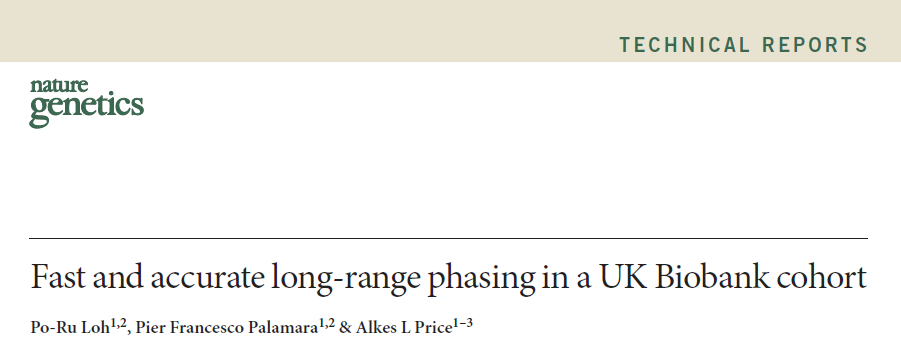 TECHNICAL REPORTS
nature
genetics
Fast and accurate long-range phasing in a UK Biobank cohort
Po-Ru Loh1,2, Pier Francesco Palamara1,2 & Alkes L Price1–3